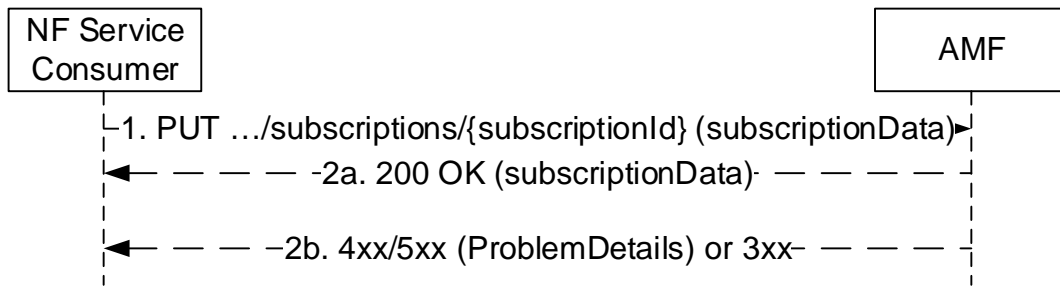 NF Service
Consumer
AMF
1. PUT …/subscriptions/{subscriptionId} (subscriptionData)
2a. 200 OK (subscriptionData)
2b. 4xx/5xx (ProblemDetails) or 3xx